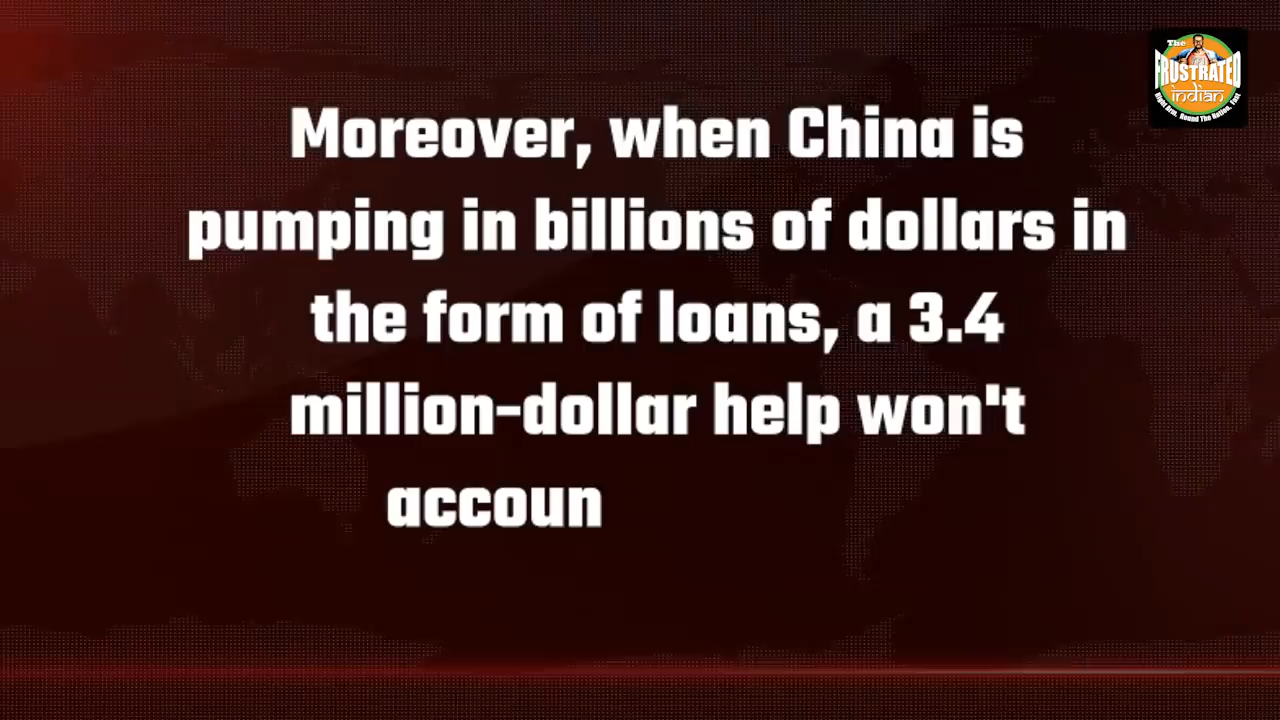 The
FRUSTRATED
indian
Moreover, when China is
pumping in billions of dollars in
the form of loans, a 3.4
million-dollar help won't
accoun